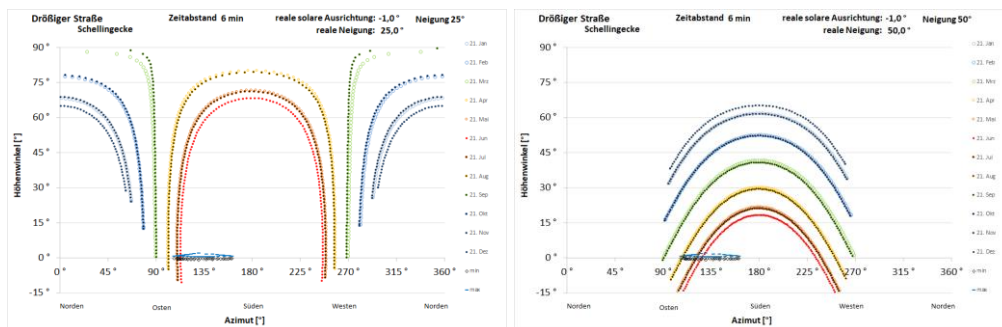 Drößiger Straße
Schellingecke
Zeitabstand 6 min
reale solare Ausrichtung: -1,0 °
reale Neigung: 25,0 °
Neigung 25°
Höhenwinkel [°]
90 °
75 °
60 °
45 °
30 °
15 °
0 °
-15 °
0 °
45 °
90 °
135 °
180 °
225 °
270 °
315 °
360 °
Norden
Osten
Süden
Westen
Norden
Azimut [°]
21. Jan
21. Feb
21. Mrz
21. Apr
21. Mai
21. Jun
21. Jul
21. Aug
21. Sep
21. Okt
21. Nov
21. Dez
min
max
Drößiger Straße
Schellingecke
Zeitabstand 6 min
reale solare Ausrichtung: -1,0 °
reale Neigung: 50,0 °
Neigung 50°
Höhenwinkel [°]
90 °
75 °
60 °
45 °
30 °
15 °
0 °
-15 °
0 °
45 °
90 °
135 °
180 °
225 °
270 °
315 °
360 °
Norden
Osten
Süden
Westen
Norden
Azimut [°]
21. Jan
21. Feb
21. Mrz
21. Apr
21. Mai
21. Jun
21. Jul
21. Aug
21. Sep
21. Okt
21. Nov
21. Dez
min
max